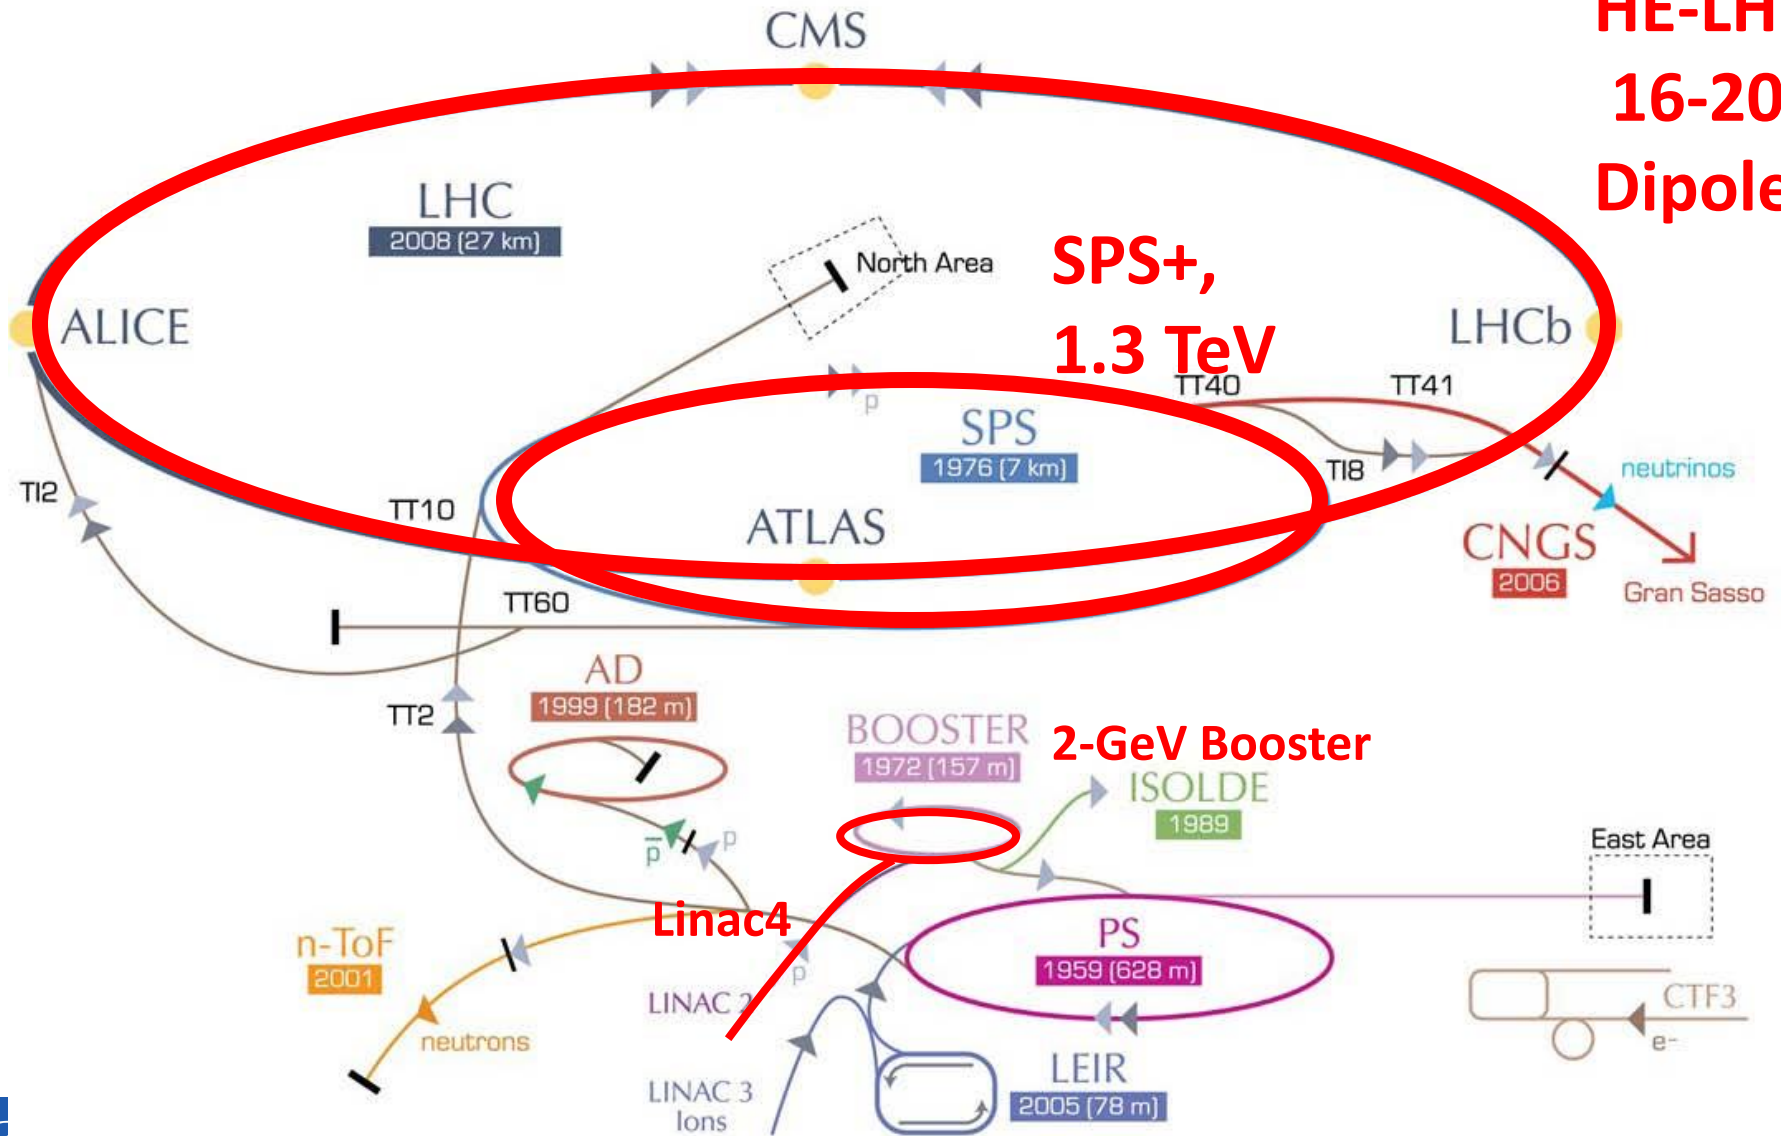 CMS
HE-LH
16-20
Dipole
LHC
2008 (27 km)
North Area
SPS+,
1.3 TeV
ALICE
LHCb
TT40
TT41
p
SPS
1976 (7 km)
TI8
neutrinos
TI2
TT10
ATLAS
CNGS
2006
Gran Sasso
TT60
AD
1999 (182 m)
TT2
BOOSTER
1972 (157 m)
2-GeV Booster
ISOLDE
1989
East Area
p̅
p
Linac4
n-ToF
2001
p
PS
1959 (628 m)
LINAC 2
neutrons
CTF3
e-
LEIR
2005 (78 m)
LINAC 3
Ions